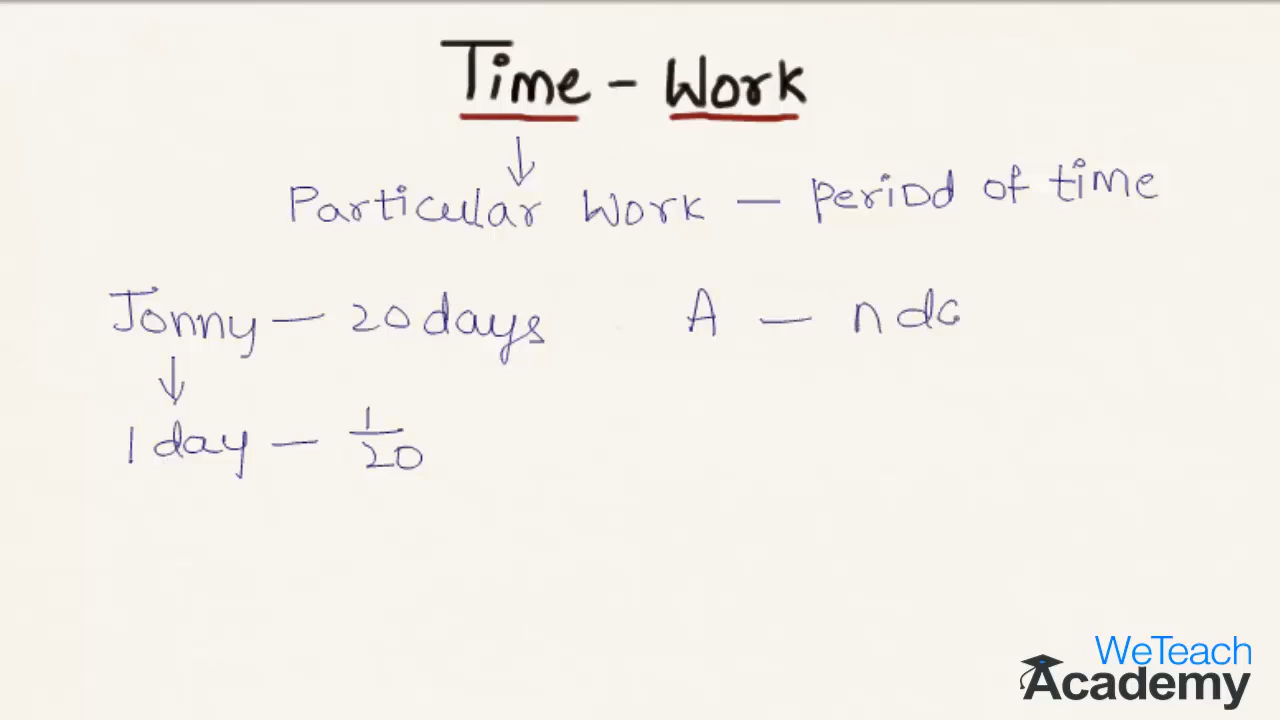 Time - Work
Particular Work - period of time
Jonny - 20 days
A - n da
1 day - 1/20
WeTeach
Academy